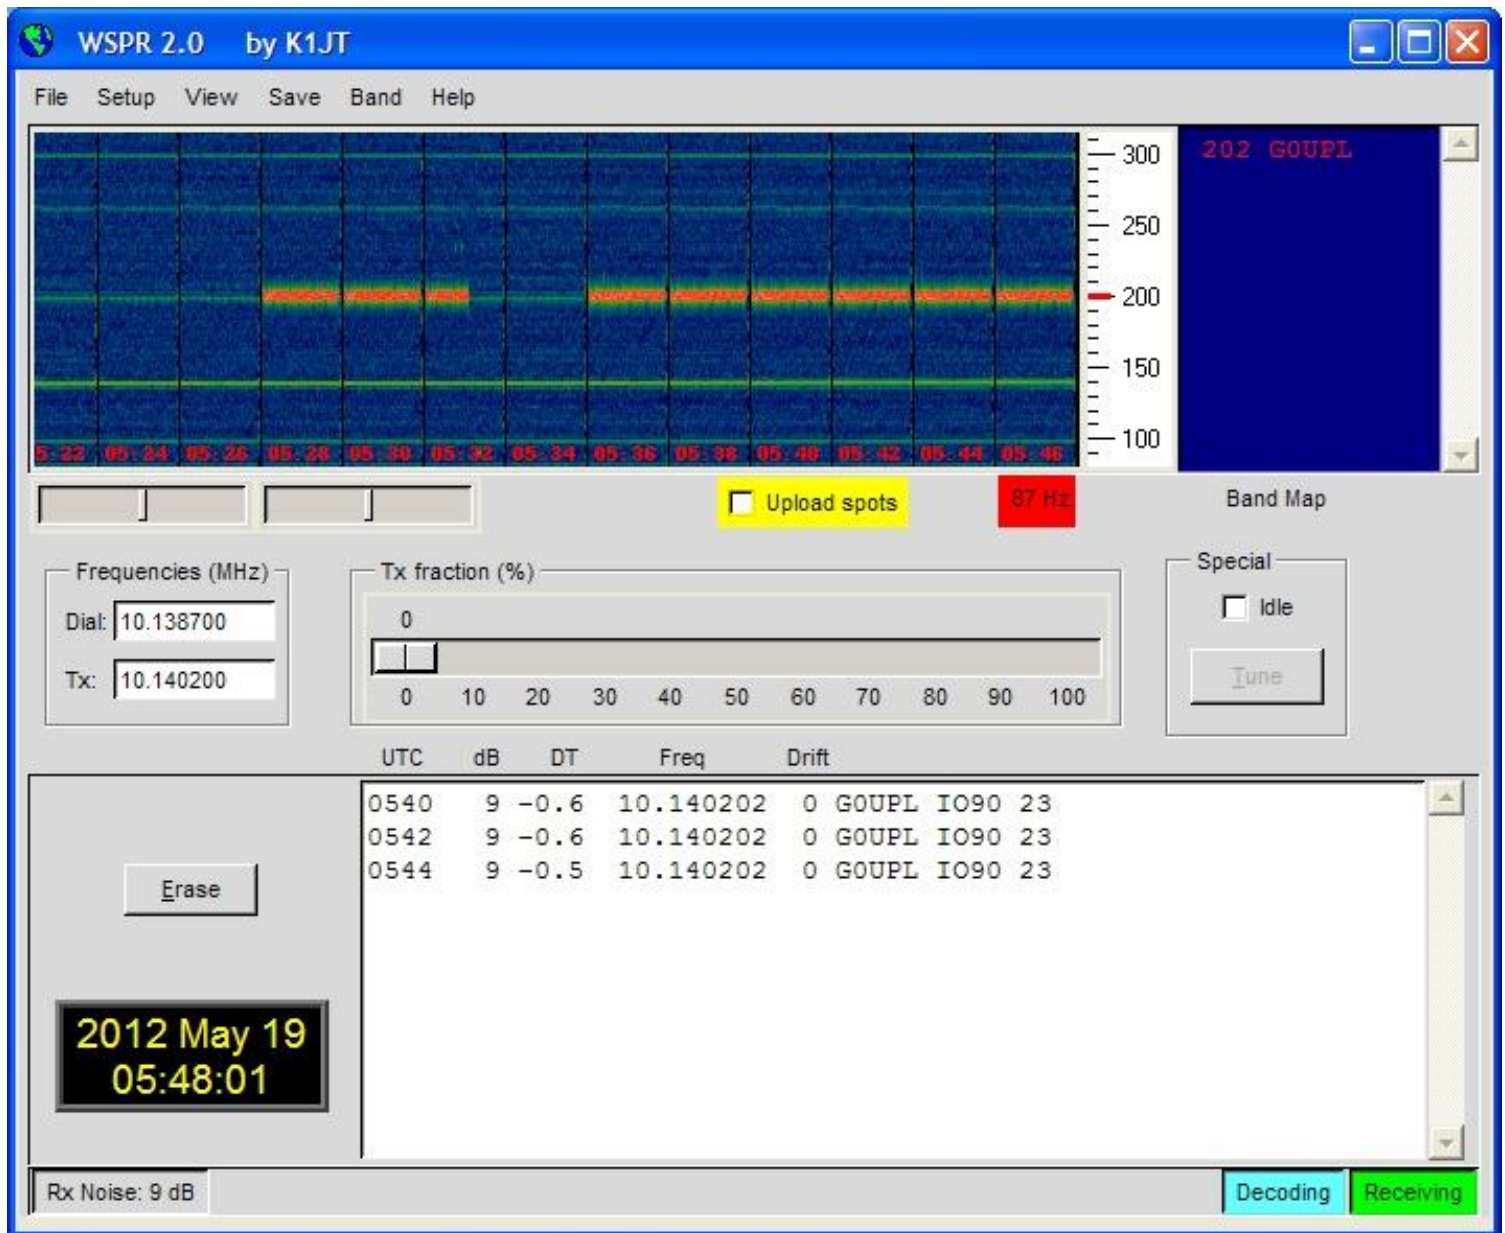 WSPR 2.0 by K1JT
File Setup View Save Band Help
300
250
200
150
100
202 G0UPL
5:22 05:24 05:26 05:28 05:30 05:32 05:34 05:36 05:38 05:40 05:42 05:44 05:46
Upload spots
87 Hz
Band Map
Frequencies (MHz)
Dial: 10.138700
Tx: 10.140200
Tx fraction (%)
0
0 10 20 30 40 50 60 70 80 90 100
Special
Idle
Tune
UTC dB DT Freq Drift
0540 9 -0.6 10.140202 0 G0UPL IO90 23
0542 9 -0.6 10.140202 0 G0UPL IO90 23
0544 9 -0.5 10.140202 0 G0UPL IO90 23
Erase
2012 May 19
05:48:01
Rx Noise: 9 dB
Decoding
Receiving